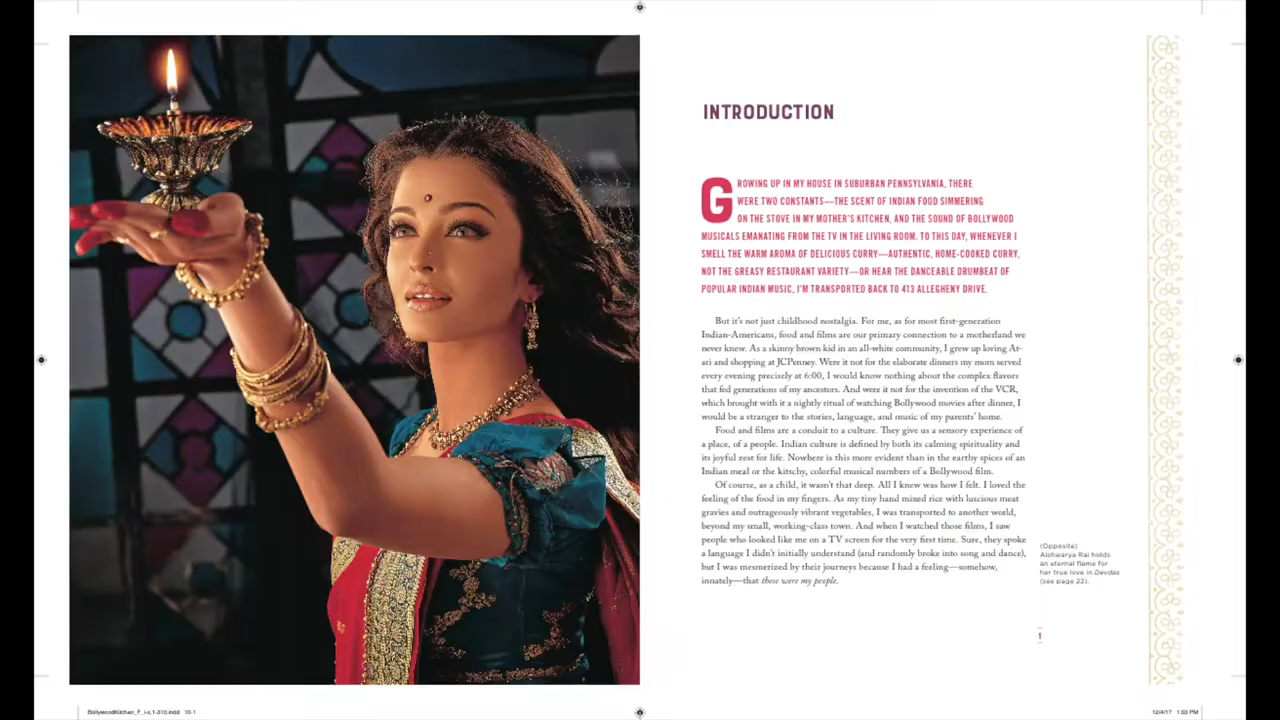 INTRODUCTION
GROWING UP IN MY HOUSE IN SUBURBAN PENNSYLVANIA, THERE
WERE TWO CONSTANTS—THE SCENT OF INDIAN FOOD SIMMERING
ON THE STOVE IN MY MOTHER'S KITCHEN, AND THE SOUND OF BOLLYWOOD
MUSICALS EMANATING FROM THE TV IN THE LIVING ROOM. TO THIS DAY, WHENEVER I
SMELL THE WARM AROMA OF DELICIOUS CURRY—AUTHENTIC, HOME-COOKED CURRY,
NOT THE GREASY RESTAURANT VARIETY—OR HEAR THE DANCEABLE DRUMBEAT OF
POPULAR INDIAN MUSIC, I'M TRANSPORTED BACK TO 413 ALLEGHENY DRIVE.
But it's not just childhood nostalgia. For me, as for most first-generation
Indian-Americans, food and films are our primary connection to a motherland we
never knew. As a skinny brown kid in an all-white community, I grew up loving At-
ari and shopping at JCPenney. Were it not for the elaborate dinners my mom served
every evening precisely at 6:00, I would know nothing about the complex flavors
that fed generations of my ancestors. And were it not for the invention of the VCR,
which brought with it a nightly ritual of watching Bollywood movies after dinner, I
would be a stranger to the stories, language, and music of my parents' home.
Food and films are a conduit to a culture. They give us a sensory experience of
a place, of a people. Indian culture is defined by both its calming spirituality and
its joyful zest for life. Nowhere is this more evident than in the earthy spices of an
Indian meal or the kitschy, colorful musical numbers of a Bollywood film.
Of course, as a child, it wasn't that deep. All I knew was how I felt. I loved the
feeling of the food in my fingers. As my tiny hand mixed rice with luscious meat
gravies and outrageously vibrant vegetables, I was transported to another world,
beyond my small, working-class town. And when I watched those films, I saw
people who looked like me on a TV screen for the very first time. Sure, they spoke
a language I didn't initially understand (and randomly broke into song and dance),
but I was mesmerized by their journeys because I had a feeling—somehow,
innately—that these were my people.
(Opposite)
Aishwarya Rai holds
an eternal flame for
her true love in Devdas
(see page 22).
1
BollywoodKitchen_F_i-x,1-310.indd 10-1
12/4/17 1:03 PM